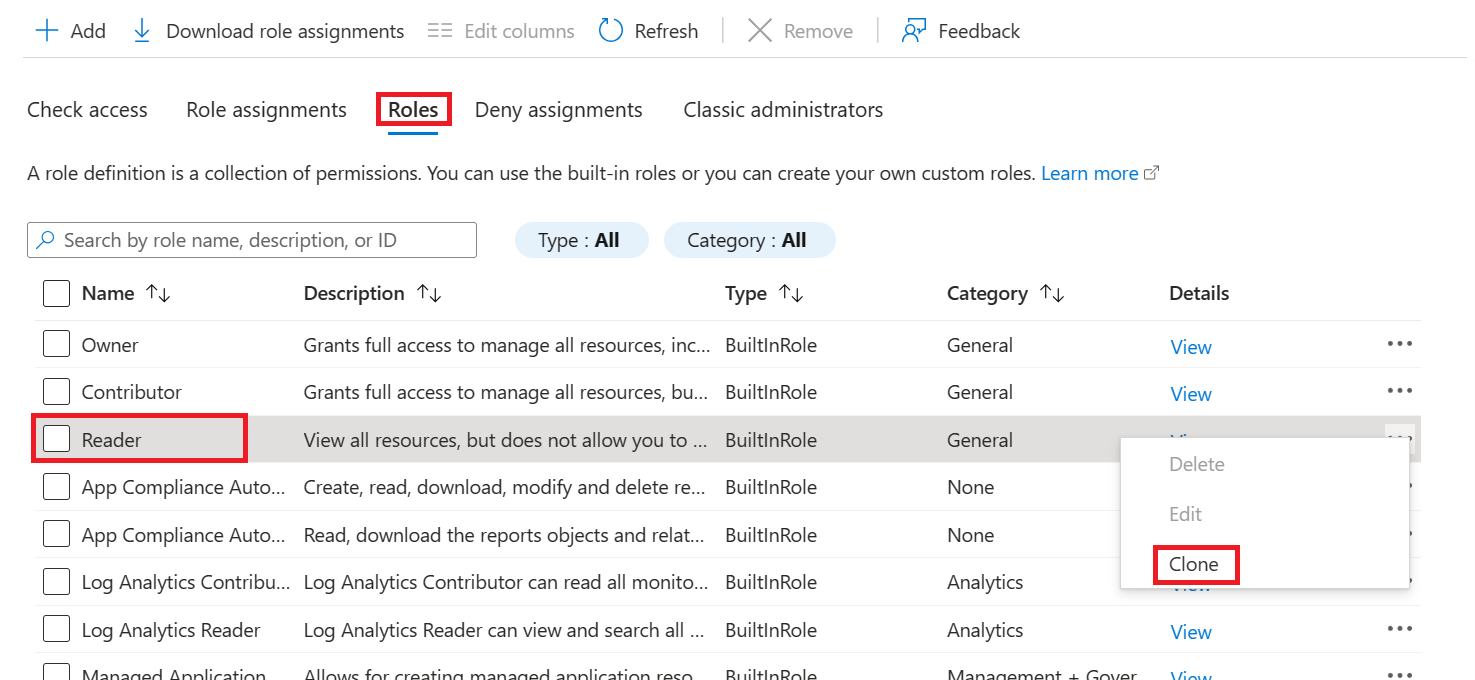 Add Download role assignments Edit columns Refresh Remove Feedback
Check access Role assignments Roles Deny assignments Classic administrators
A role definition is a collection of permissions. You can use the built-in roles or you can create your own custom roles. Learn more
Search by role name, description, or ID Type : All Category : All
Name Description Type Category Details
Owner Grants full access to manage all resources, inc... BuiltInRole General View ...
Contributor Grants full access to manage all resources, bu... BuiltInRole General View ...
Reader View all resources, but does not allow you to ... BuiltInRole General
Delete
App Compliance Auto... Create, read, download, modify and delete re... BuiltInRole None
Edit
App Compliance Auto... Read, download the reports objects and relat... BuiltInRole None
Clone
Log Analytics Contribu... Log Analytics Contributor can read all monito... BuiltInRole Analytics
Log Analytics Reader Log Analytics Reader can view and search all ... BuiltInRole Analytics View ...
Managed Application Allows for creating managed application reso Management + Gover View ...